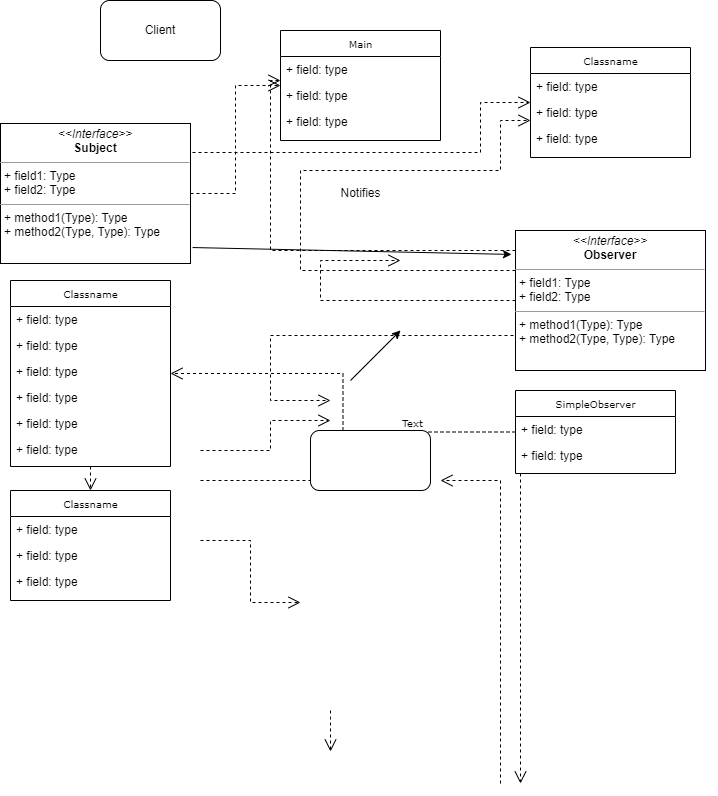 Client
Main
+ field: type
+ field: type
+ field: type
Classname
+ field: type
+ field: type
+ field: type
<<Interface>>
Subject
+ field1: Type
+ field2: Type
+ method1(Type): Type
+ method2(Type, Type): Type
Notifies
<<Interface>>
Observer
+ field1: Type
+ field2: Type
+ method1(Type): Type
+ method2(Type, Type): Type
Classname
+ field: type
+ field: type
+ field: type
+ field: type
+ field: type
+ field: type
Text
SimpleObserver
+ field: type
+ field: type
Classname
+ field: type
+ field: type
+ field: type